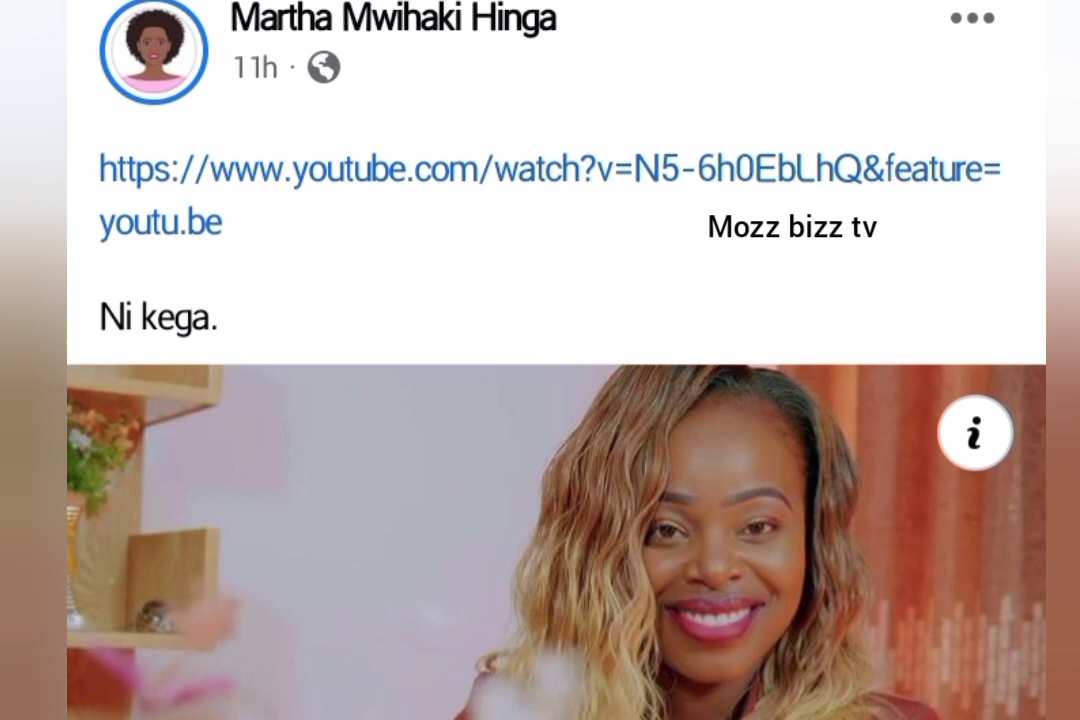 Martha Mwihaki Hinga
11h ·
https://www.youtube.com/watch?v=N5-6h0EbLhQ&feature=
youtu.be
Mozz bizz tv
Ni kega.
i